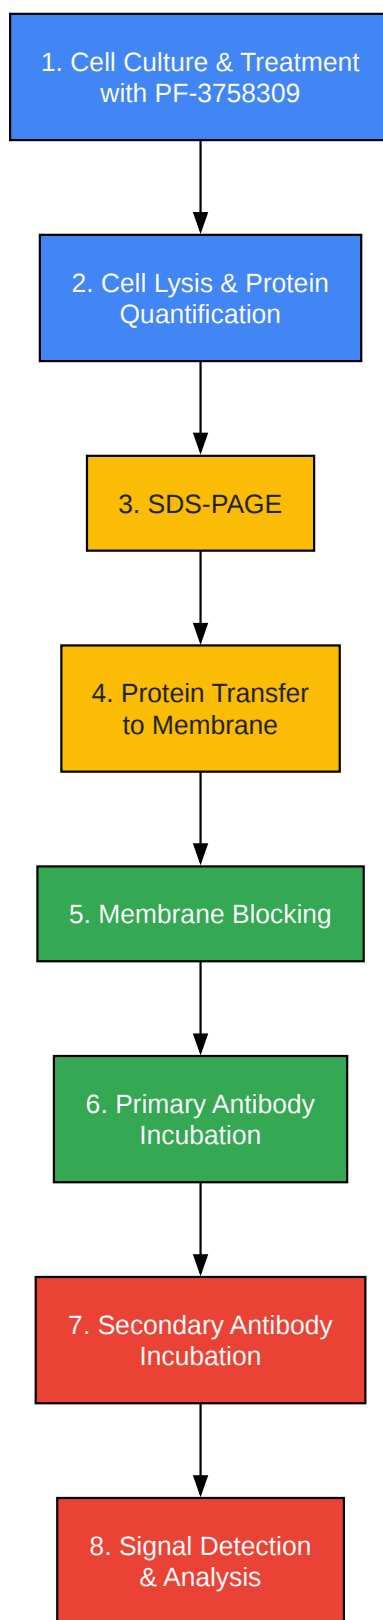 1. Cell Culture & Treatment
with PF-3758309
2. Cell Lysis & Protein
Quantification
3. SDS-PAGE
4. Protein Transfer
to Membrane
5. Membrane Blocking
6. Primary Antibody
Incubation
7. Secondary Antibody
Incubation
8. Signal Detection
& Analysis